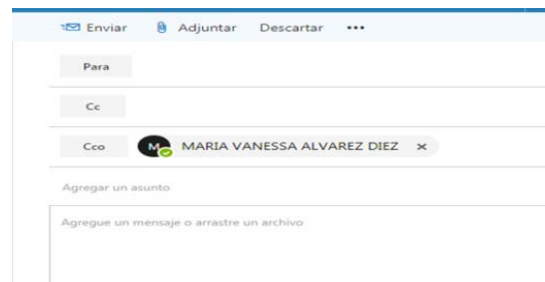 Enviar Adjuntar Descartar •••
Para
Cc
Cco M MARIA VANESSA ALVAREZ DIEZ ×
Agregar un asunto
Agregue un mensaje o arrastre un archivo